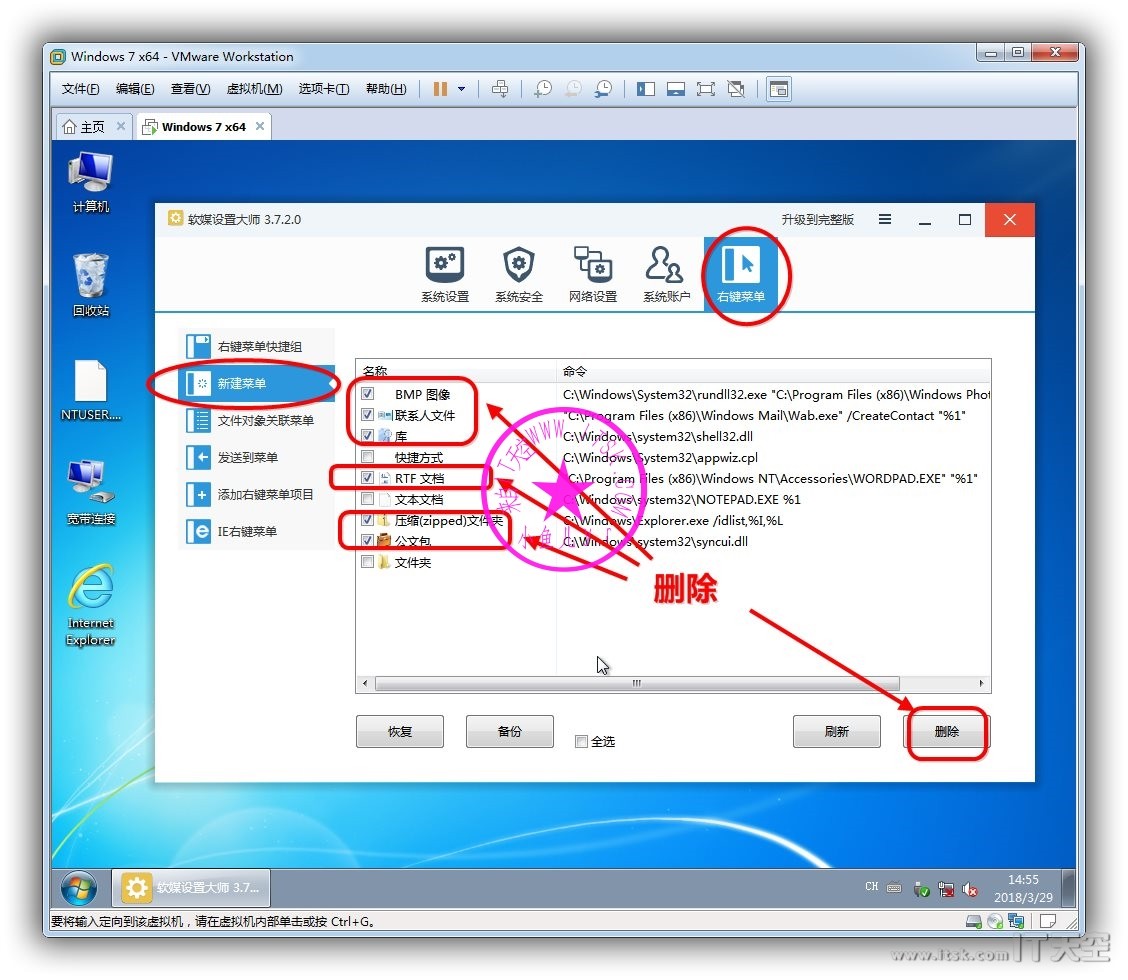 Windows 7 x64 - VMware Workstation
文件(F) 编辑(E) 查看(V) 虚拟机(M) 选项卡(T) 帮助(H)
主页 Windows 7 x64
计算机
回收站
NTUSER....
宽带连接
Internet
Explorer
软媒设置大师 3.7.2.0 升级到完整版
系统设置 系统安全 网络设置 系统账户 右键菜单
右键菜单快捷组
新建菜单
文件对象关联菜单
发送到菜单
添加右键菜单项目
IE右键菜单
名称 命令
BMP 图像 C:\Windows\System32\rundll32.exe "C:\Program Files (x86)\Windows Phot
联系人文件 "C:\Program Files (x86)\Windows Mail\Wab.exe" /CreateContact "%1"
库 C:\Windows\system32\shell32.dll
快捷方式 C:\Windows\System32\appwiz.cpl
RTF 文档 "C:\Program Files (x86)\Windows NT\Accessories\WORDPAD.EXE" "%1"
文本文档 C:\Windows\system32\NOTEPAD.EXE %1
压缩(zipped)文件夹 C:\Windows\Explorer.exe /idlist,%I,%L
公文包 C:\Windows\system32\syncui.dll
文件夹
来自IT天空WWW.ITSK.COM
删除
恢复 备份 全选 刷新 删除
软媒设置大师 3.7...
CH
14:55
2018/3/29
要将输入定向到该虚拟机，请在虚拟机内部单击或按 Ctrl+G。
www.itsk.com IT天空